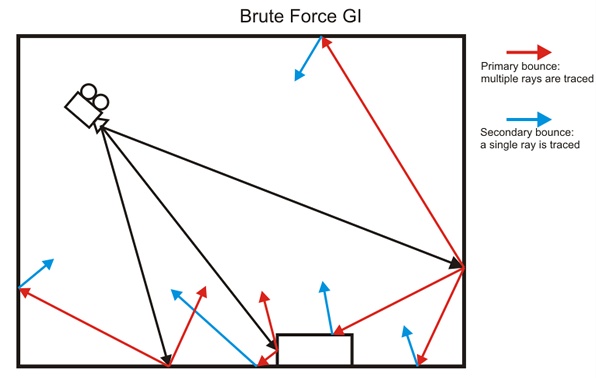 Brute Force GI
Primary bounce:
multiple rays are traced
Secondary bounce:
a single ray is traced